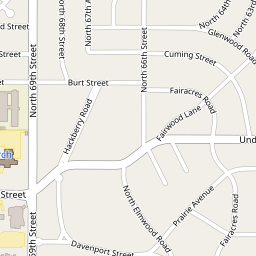 North 69th Street
North 68th Street
North 67th A
North 66th Street
North 64th
North 63rd
Glenwood Road
Cuming Street
Burt Street
Fairacres Road
Hackberry Road
Fairwood Lane
Und
rch
Street
69th Street
North Elmwood Road
Prairie Avenue
Fairacres Road
Davenport Street